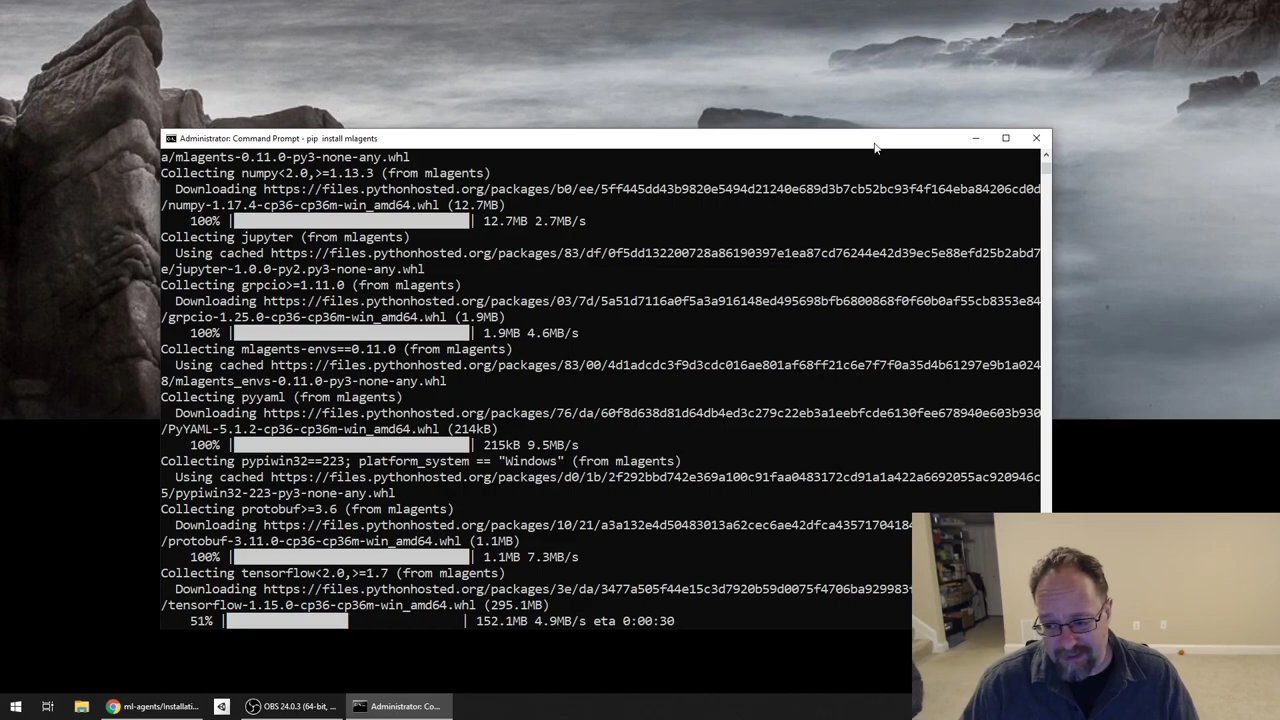 Administrator: Command Prompt - pip install mlagents
a/mlagents-0.11.0-py3-none-any.whl
Collecting numpy<2.0,>=1.13.3 (from mlagents)
Downloading https://files.pythonhosted.org/packages/b0/ee/5ff445dd43b9820e5494d21240e689d3b7cb52bc93f4f164eba84206cd0d
/numpy-1.17.4-cp36-cp36m-win_amd64.whl (12.7MB)
100% | | 12.7MB 2.7MB/s
Collecting jupyter (from mlagents)
Using cached https://files.pythonhosted.org/packages/83/df/0f5dd132200728a86190397e1ea87cd76244e42d39ec5e88efd25b2abd7
e/jupyter-1.0.0-py2.py3-none-any.whl
Collecting grpcio>=1.11.0 (from mlagents)
Downloading https://files.pythonhosted.org/packages/03/7d/5a51d7116a0f5a3a916148ed495698bfb6800868f0f60b0af55cb8353e84
/grpcio-1.25.0-cp36-cp36m-win_amd64.whl (1.9MB)
100% | | 1.9MB 4.6MB/s
Collecting mlagents-envs==0.11.0 (from mlagents)
Using cached https://files.pythonhosted.org/packages/83/00/4d1adcdc3f9d3cdc016ae801af68ff21c6e7f7f0a35d4b61297e9b1a024
8/mlagents_envs-0.11.0-py3-none-any.whl
Collecting pyyaml (from mlagents)
Downloading https://files.pythonhosted.org/packages/76/da/60f8d638d81d64db4ed3c279c22eb3a1eebfcde6130fee678940e603b930
/PyYAML-5.1.2-cp36-cp36m-win_amd64.whl (214kB)
100% | | 215kB 9.5MB/s
Collecting pypiwin32==223; platform_system == "Windows" (from mlagents)
Using cached https://files.pythonhosted.org/packages/d0/1b/2f292bbd742e369a100c91faa0483172cd91a1a422a6692055ac920946c
5/pypiwin32-223-py3-none-any.whl
Collecting protobuf>=3.6 (from mlagents)
Downloading https://files.pythonhosted.org/packages/10/21/a3a132e4d50483013a62cec6ae42dfca43571704184
/protobuf-3.11.0-cp36-cp36m-win_amd64.whl (1.1MB)
100% | | 1.1MB 7.3MB/s
Collecting tensorflow<2.0,>=1.7 (from mlagents)
Downloading https://files.pythonhosted.org/packages/3e/da/3477a505f44e15c3d7920b59d0075f4706ba929983f
/tensorflow-1.15.0-cp36-cp36m-win_amd64.whl (295.1MB)
51% | | 152.1MB 4.9MB/s eta 0:00:30
ml-agents/Installati...
OBS 24.0.3 (64-bit, ...
Administrator: Co...